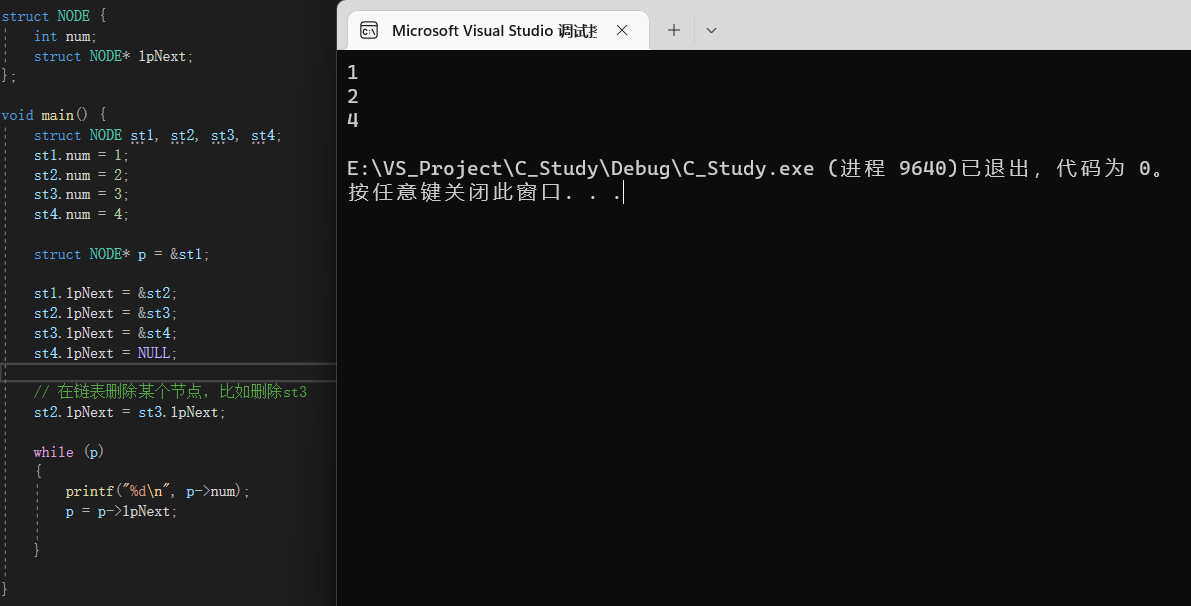 struct NODE {
int num;
struct NODE* lpNext;
};
void main() {
struct NODE st1, st2, st3, st4;
st1.num = 1;
st2.num = 2;
st3.num = 3;
st4.num = 4;
struct NODE* p = &st1;
st1.lpNext = &st2;
st2.lpNext = &st3;
st3.lpNext = &st4;
st4.lpNext = NULL;
// 在链表删除某个节点，比如删除st3
st2.lpNext = st3.lpNext;
while (p)
{
printf("%d\n", p->num);
p = p->lpNext;
}
}
Microsoft Visual Studio 调试
1
2
4
E:\VS_Project\C_Study\Debug\C_Study.exe (进程 9640)已退出，代码为 0。
按任意键关闭此窗口. . .